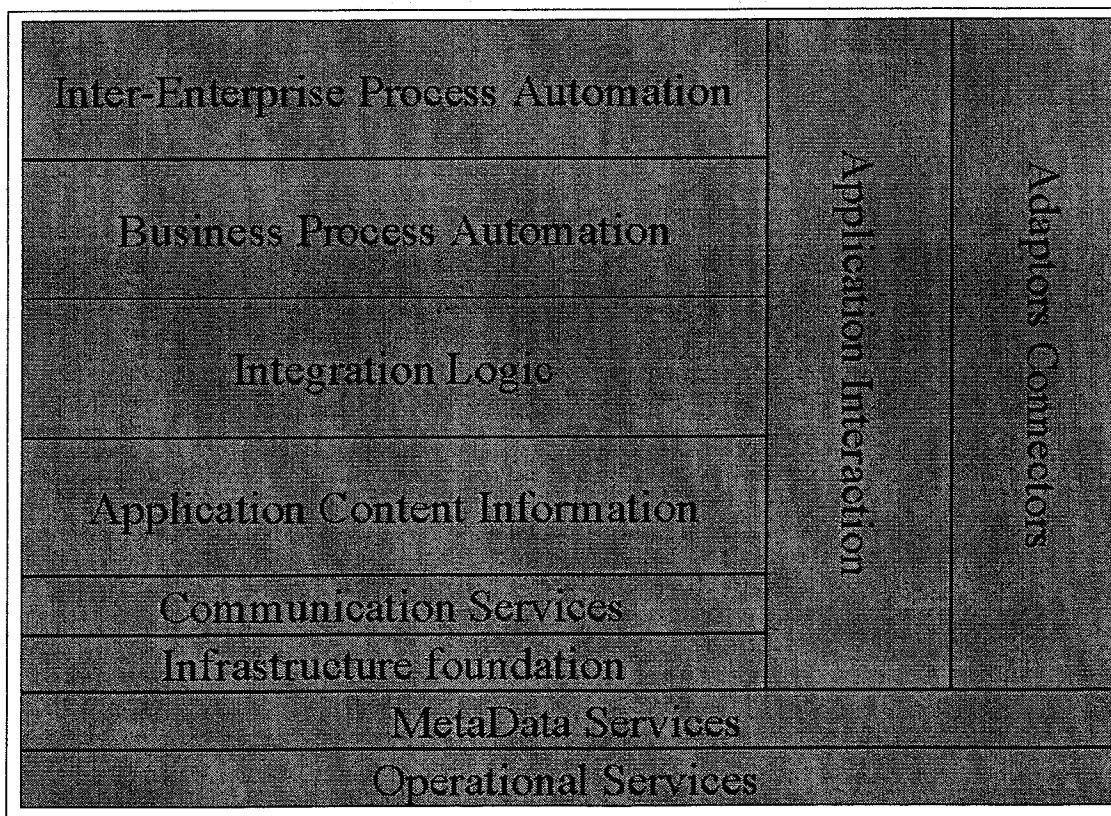 Inter-Enterprise Process Automation
Business Process Automation
Integration Logic
Application Content Information
Communication Services
Infrastructure foundation
Application Interaction
Adaptors Connectors
MetaData Services
Operational Services